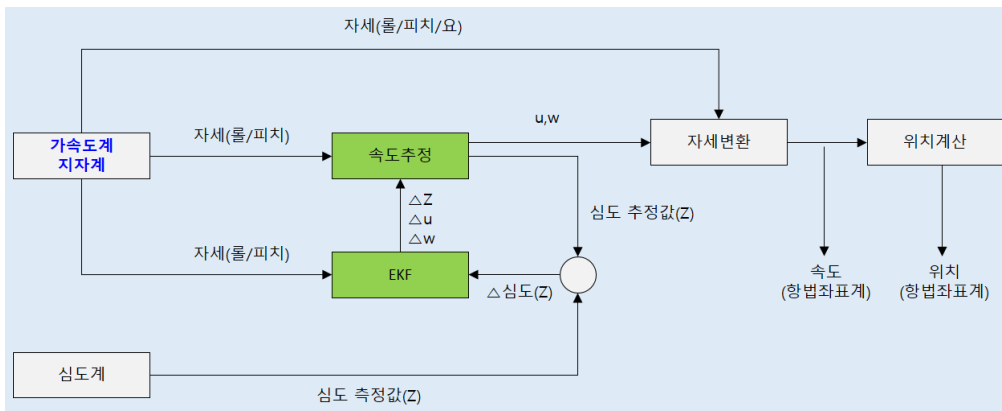 자세(롤/피치/요)
가속도계
지자계
자세(롤/피치)
속도추정
u,w
자세변환
위치계산
△Z
△u
△w
심도 추정값(Z)
자세(롤/피치)
EKF
△심도(Z)
속도
(항법좌표계)
위치
(항법좌표계)
심도계
심도 측정값(Z)